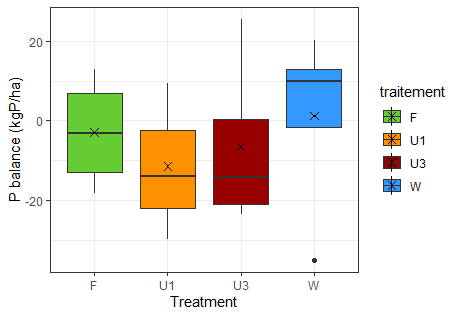 P balance (kgP/ha)
20
0
-20
F U1 U3 W
Treatment
traitement
F
U1
U3
W